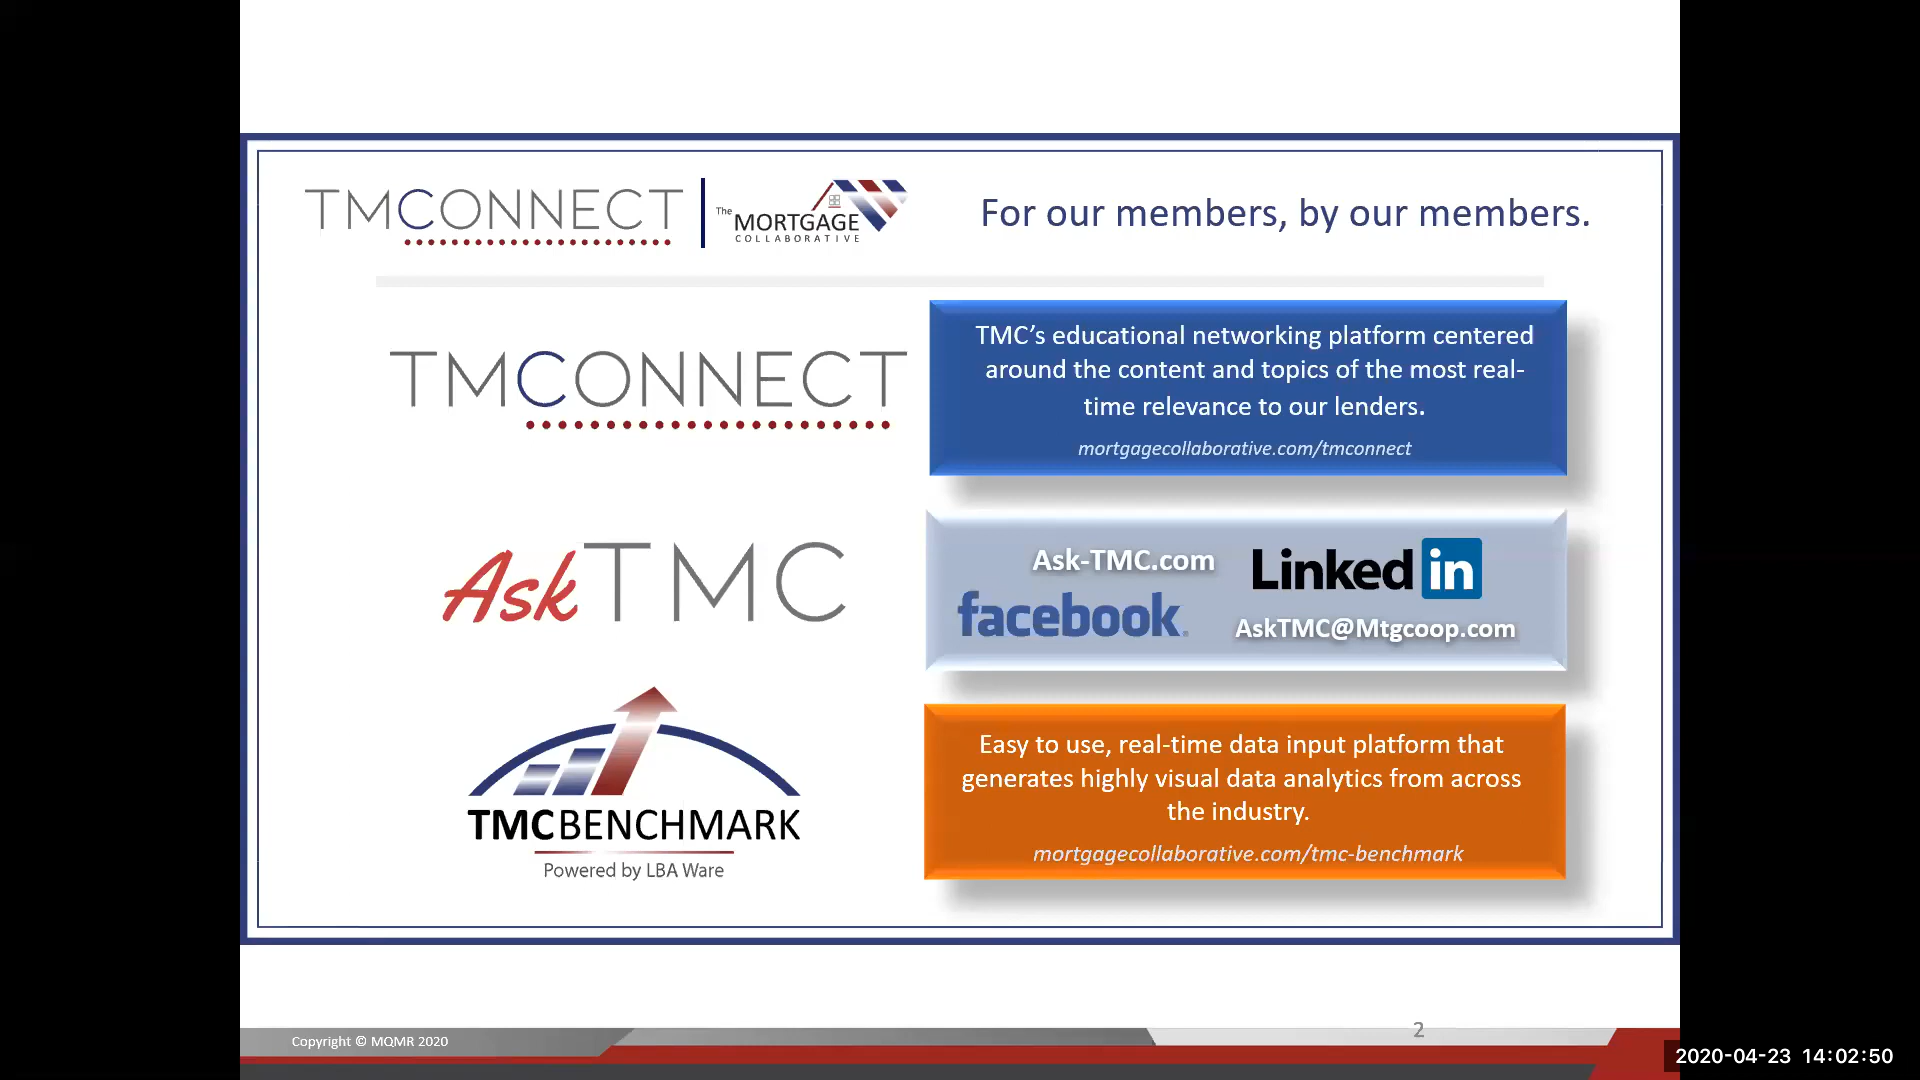 TMCONNECT
The
MORTGAGE
COLLABORATIVE
For our members, by our members.
TMCONNECT
TMC’s educational networking platform centered
around the content and topics of the most real-
time relevance to our lenders.
mortgagecollaborative.com/tmconnect
AskTMC
Ask-TMC.com
facebook.
Linkedin
AskTMC@Mtgcoop.com
TMCBENCHMARK
Powered by LBA Ware
Easy to use, real-time data input platform that
generates highly visual data analytics from across
the industry.
mortgagecollaborative.com/tmc-benchmark
Copyright © MQMR 2020
2
2020-04-23 14:02:50